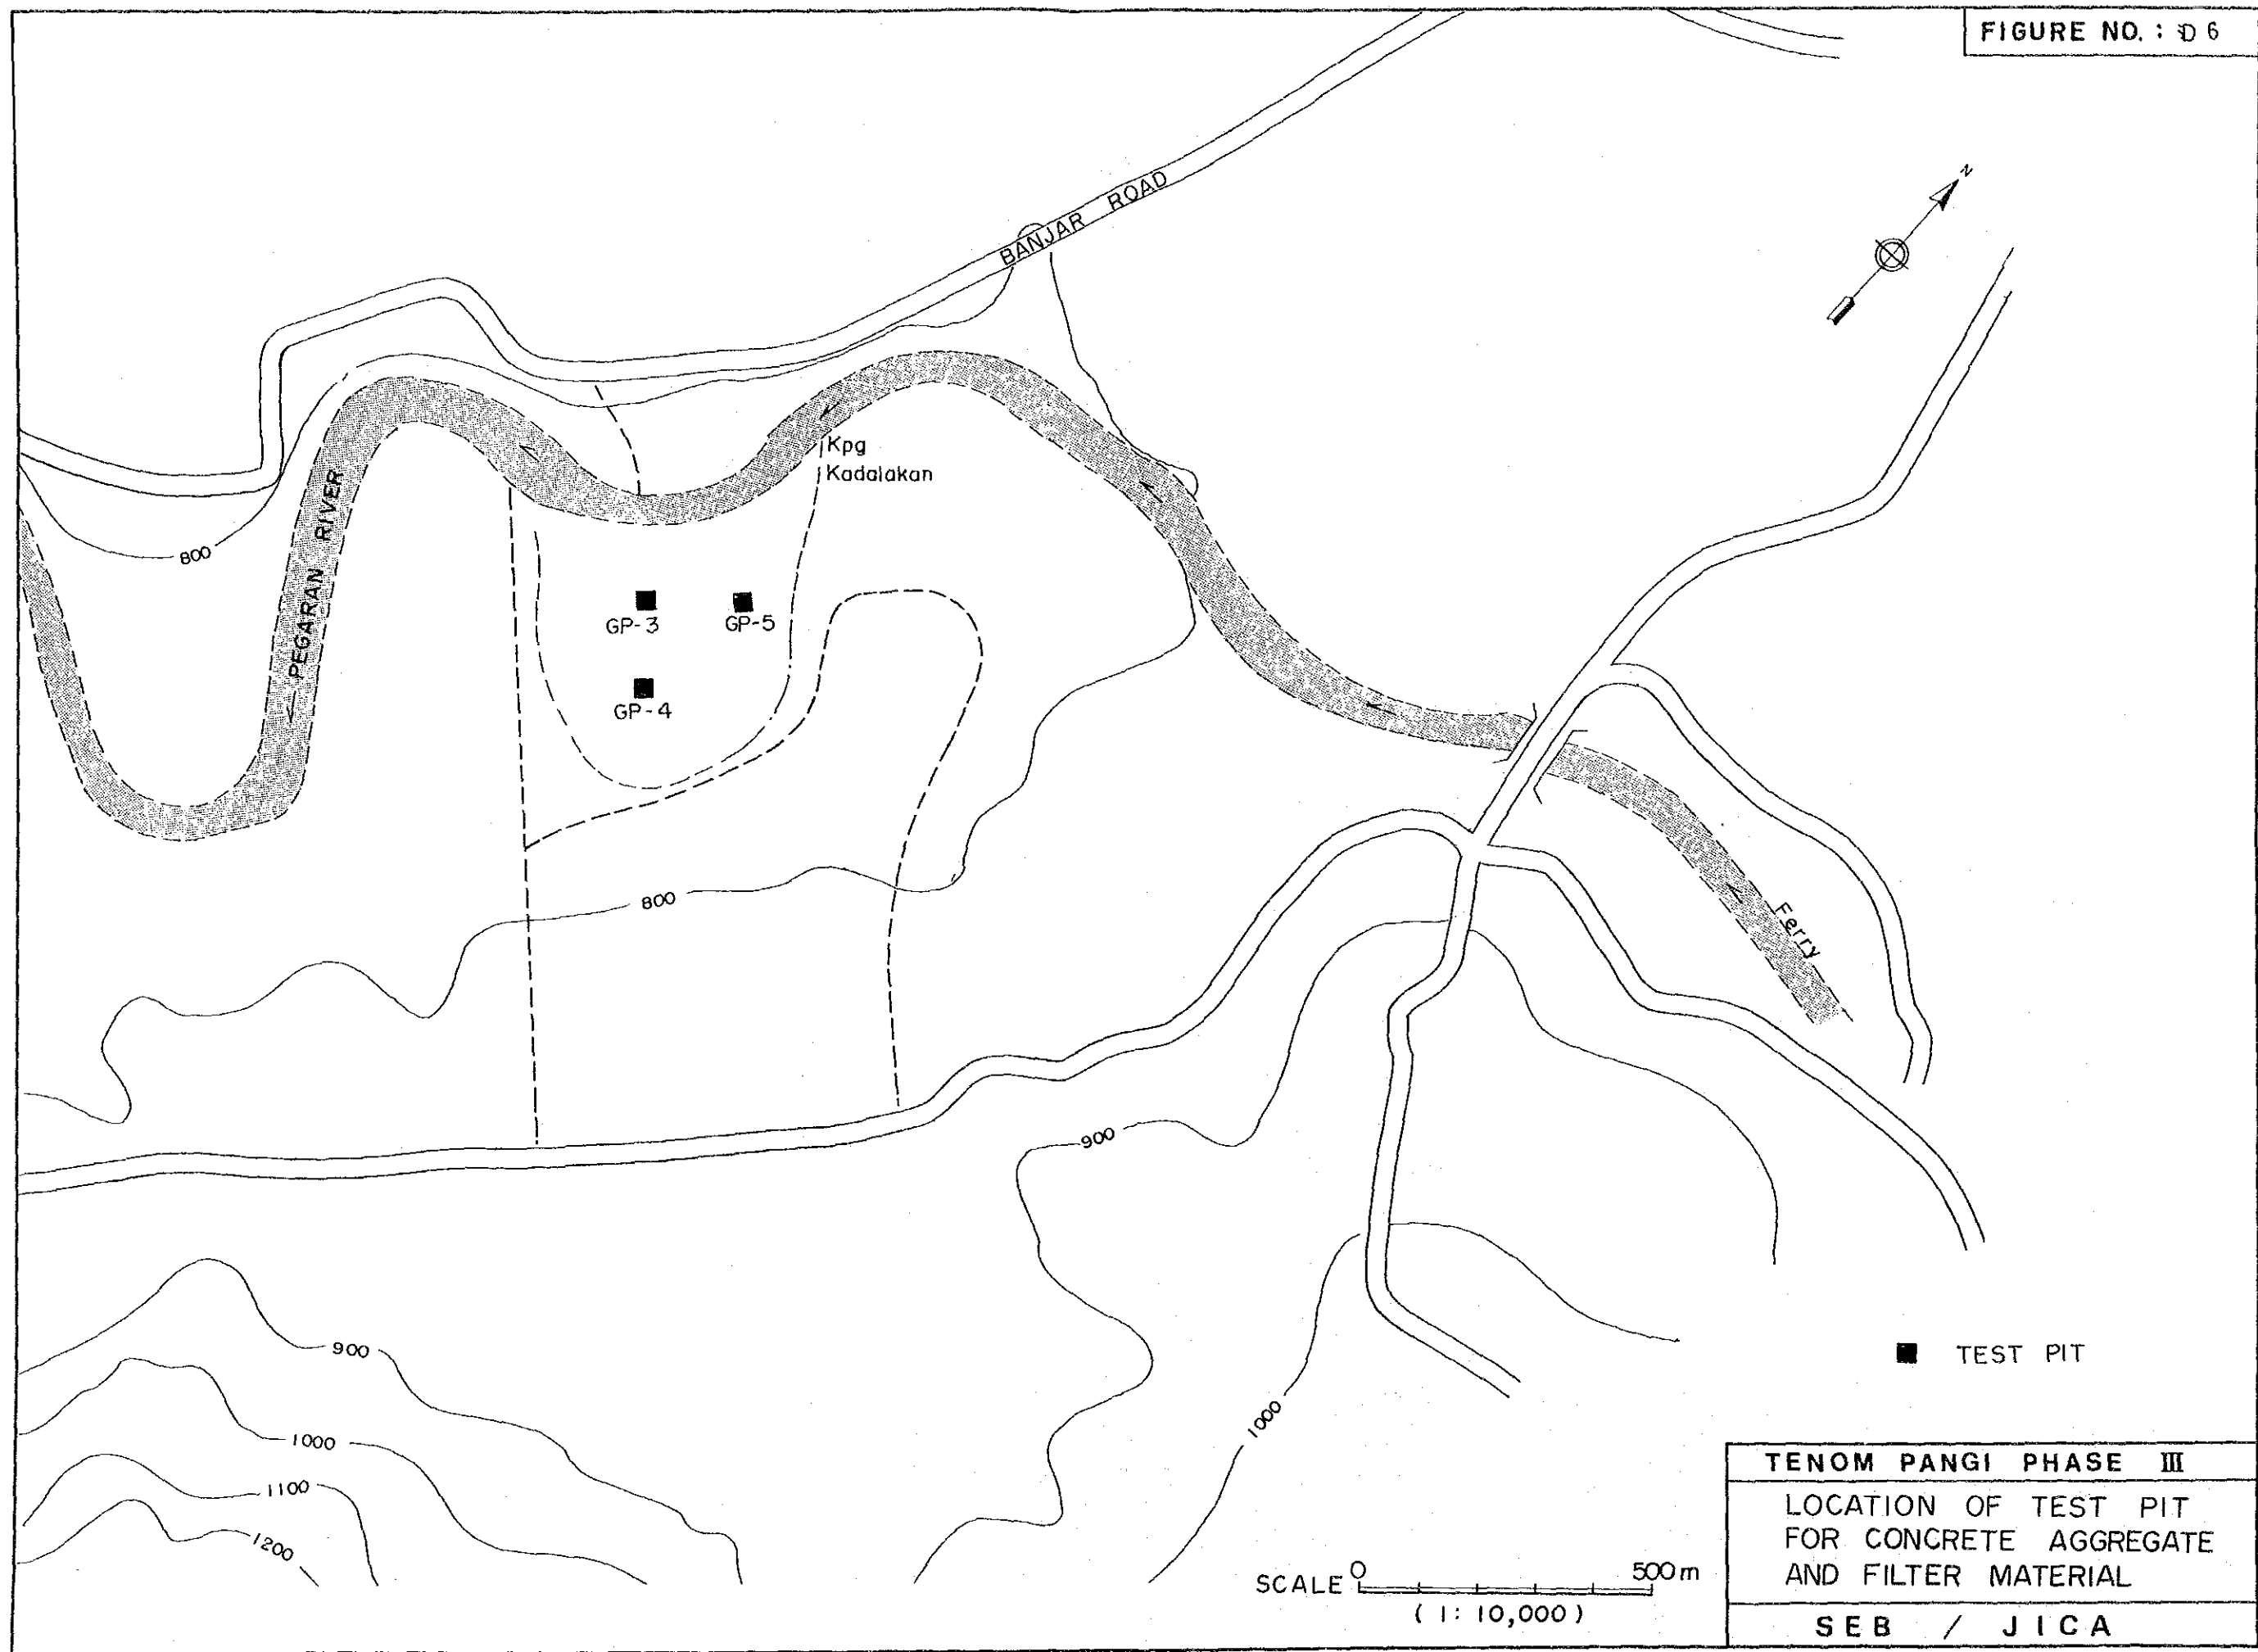 FIGURE NO. : D 6
N
BANJAR ROAD
Kpg
Kadalakan
800
PEGARAN RIVER
GP-3
GP-5
GP-4
800
Ferry
900
900
1000
1000
1100
1200
TEST PIT
SCALE 0 500m
(1: 10,000)
TENOM PANGI PHASE III
LOCATION OF TEST PIT
FOR CONCRETE AGGREGATE
AND FILTER MATERIAL
SEB / JICA